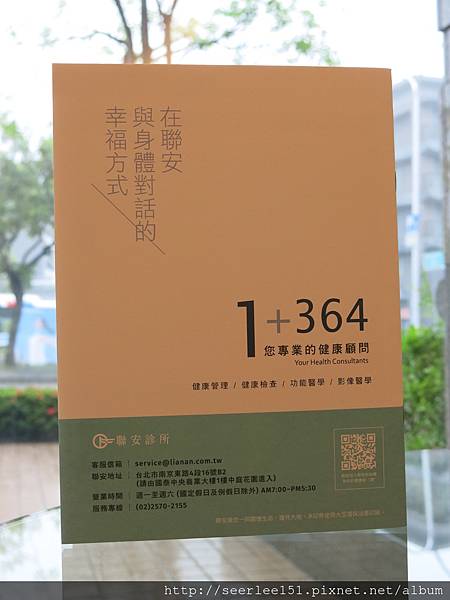 在聯安
與身體對話的
幸福方式
1+364
您專業的健康顧問
Your Health Consultants
健康管理 / 健康檢查 / 功能醫學 / 影像醫學
聯安診所
客服信箱 | service@lianan.com.tw
聯安地址 | 台北市南京東路4段16號B2
(請由國泰中央商業大樓1樓中庭花園進入)
營業時間 | 週一至週六 (國定假日及例假日除外) AM7:00~PM5:30
服務專線 | (02)2570-2155
http://seerlee151.pixnet.net/album